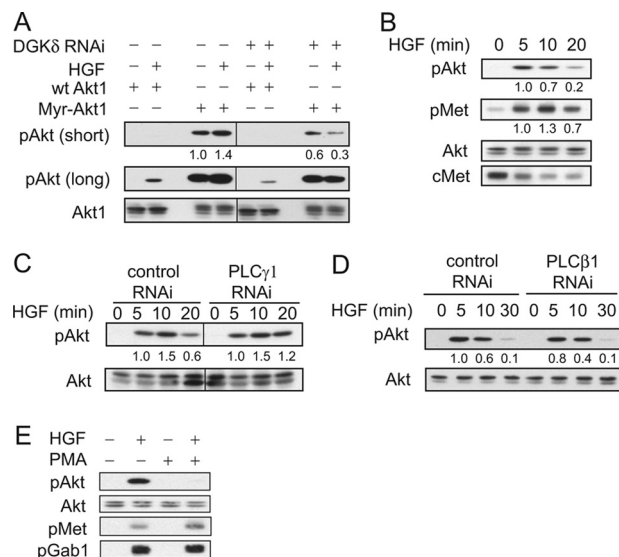 A
DGKδ RNAi + + + +
HGF − + − + − + − +
wt Akt1 + + − − + + − −
Myr-Akt1 − − + + − − + +
pAkt (short)
1.0 1.4 0.6 0.3
pAkt (long)
Akt1
B
HGF (min) 0 5 10 20
pAkt
1.0 0.7 0.2
pMet
1.0 1.3 0.7
Akt
cMet
C
control RNAi PLCγ1 RNAi
HGF (min) 0 5 10 20 0 5 10 20
pAkt
1.0 1.5 0.6 1.0 1.5 1.2
Akt
D
control RNAi PLCβ1 RNAi
HGF (min) 0 5 10 30 0 5 10 30
pAkt
1.0 0.6 0.1 0.8 0.4 0.1
Akt
E
HGF − + − +
PMA − − + +
pAkt
Akt
pMet
pGab1